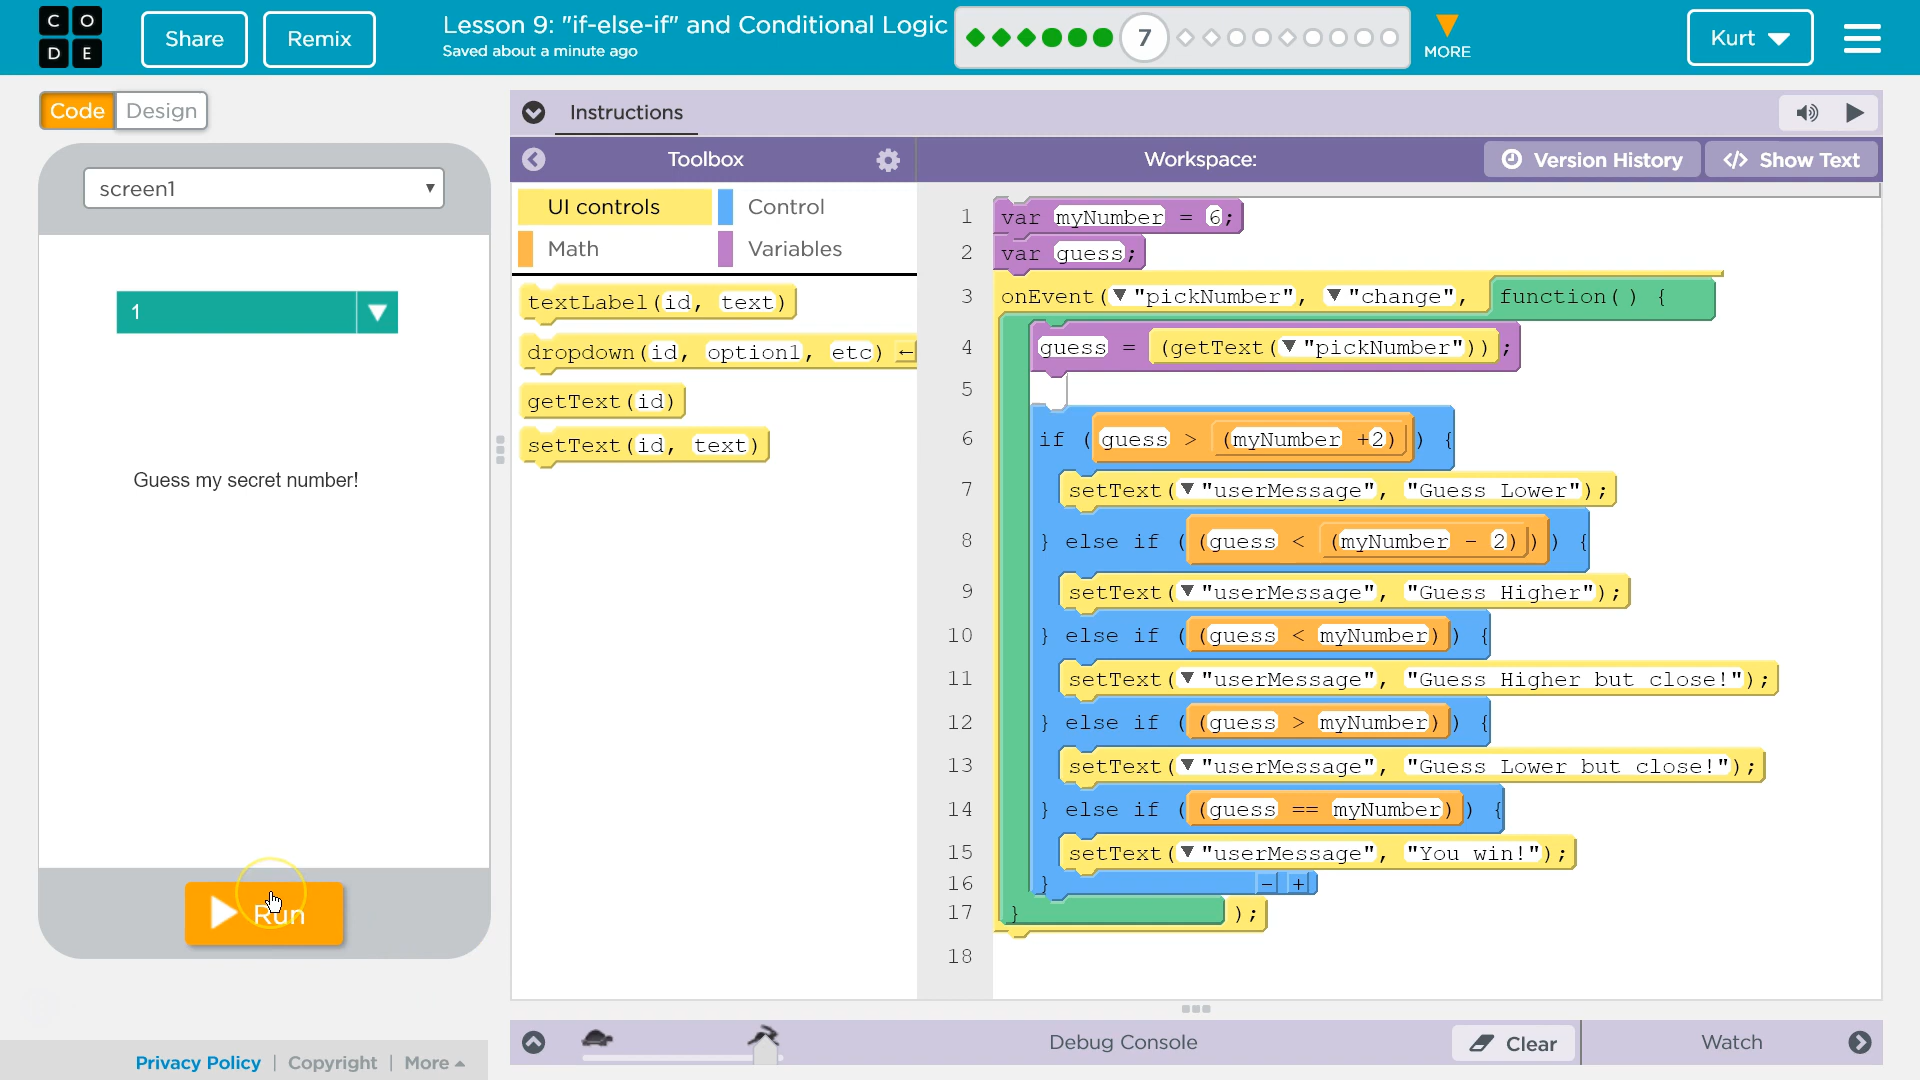 CODE
Share
Remix
Lesson 9: "if-else-if" and Conditional Logic
Saved about a minute ago
7
MORE
Kurt
Code
Design
Instructions
screen1
Toolbox
Workspace:
Version History
</> Show Text
UI controls
Control
Math
Variables
textLabel(id, text)
dropdown(id, option1, etc) ←
getText(id)
setText(id, text)
1
Guess my secret number!
Run
1 var myNumber = 6;
2 var guess;
3 onEvent(▼"pickNumber", ▼"change", function( ) {
4 guess = (getText(▼"pickNumber"));
5
6 if (guess > (myNumber +2)) {
7 setText(▼"userMessage", "Guess Lower");
8 } else if ((guess < (myNumber - 2))) {
9 setText(▼"userMessage", "Guess Higher");
10 } else if ((guess < myNumber)) {
11 setText(▼"userMessage", "Guess Higher but close!");
12 } else if ((guess > myNumber)) {
13 setText(▼"userMessage", "Guess Lower but close!");
14 } else if ((guess == myNumber)) {
15 setText(▼"userMessage", "You win!");
16 } - +
17 } );
18
Debug Console
Clear
Watch
Privacy Policy | Copyright | More